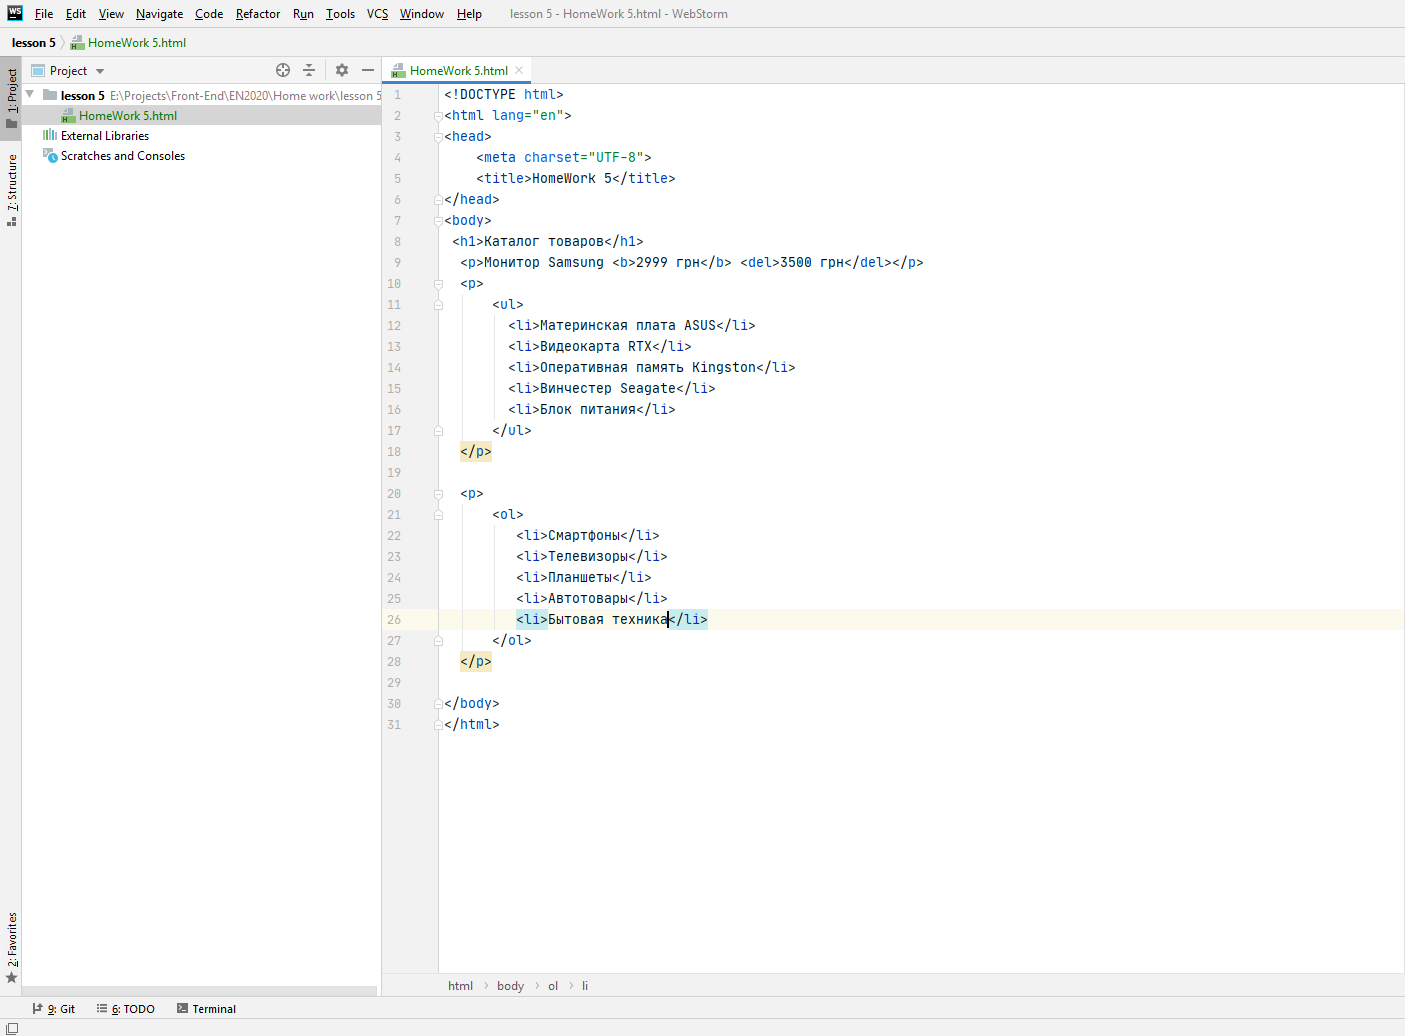 WS File Edit View Navigate Code Refactor Run Tools VCS Window Help lesson 5 - HomeWork 5.html - WebStorm
lesson 5 HomeWork 5.html
1: Project
7: Structure
2: Favorites
Project
lesson 5 E:\Projects\Front-End\EN2020\Home work\lesson 5
HomeWork 5.html
External Libraries
Scratches and Consoles
HomeWork 5.html
1 <!DOCTYPE html>
2 <html lang="en">
3 <head>
4 <meta charset="UTF-8">
5 <title>HomeWork 5</title>
6 </head>
7 <body>
8 <h1>Каталог товаров</h1>
9 <p>Монитор Samsung <b>2999 грн</b> <del>3500 грн</del></p>
10 <p>
11 <ul>
12 <li>Материнская плата ASUS</li>
13 <li>Видеокарта RTX</li>
14 <li>Оперативная память Kingston</li>
15 <li>Винчестер Seagate</li>
16 <li>Блок питания</li>
17 </ul>
18 </p>
19
20 <p>
21 <ol>
22 <li>Смартфоны</li>
23 <li>Телевизоры</li>
24 <li>Планшеты</li>
25 <li>Автотовары</li>
26 <li>Бытовая техника</li>
27 </ol>
28 </p>
29
30 </body>
31 </html>
html body ol li
9: Git 6: TODO Terminal